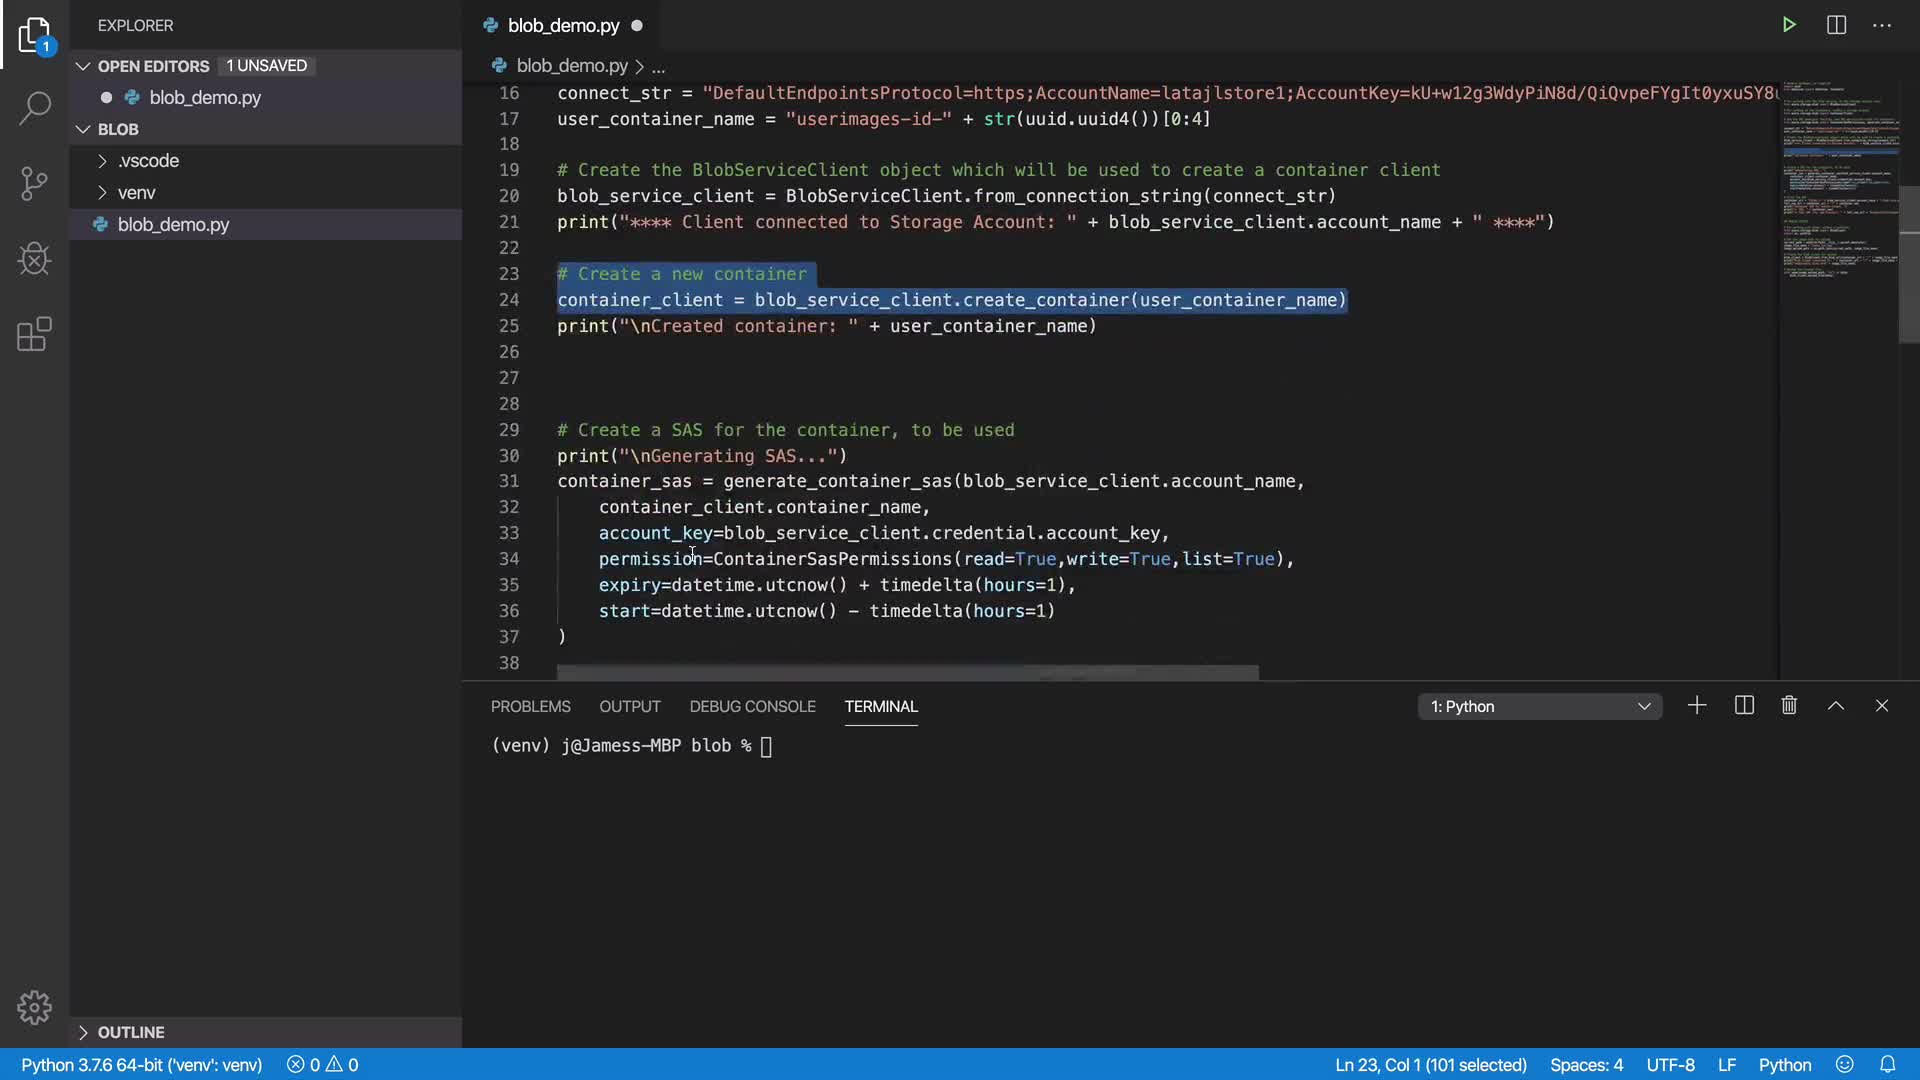 EXPLORER
OPEN EDITORS 1 UNSAVED
blob_demo.py
BLOB
.vscode
venv
blob_demo.py
OUTLINE
1
blob_demo.py
blob_demo.py > ...
16 connect_str = "DefaultEndpointsProtocol=https;AccountName=latajlstore1;AccountKey=kU+w12g3WdyPiN8d/QiQvpeFYgIt0yxuSY8
17 user_container_name = "userimages-id-" + str(uuid.uuid4())[0:4]
18
19 # Create the BlobServiceClient object which will be used to create a container client
20 blob_service_client = BlobServiceClient.from_connection_string(connect_str)
21 print("**** Client connected to Storage Account: " + blob_service_client.account_name + " ****")
22
23 # Create a new container
24 container_client = blob_service_client.create_container(user_container_name)
25 print("\nCreated container: " + user_container_name)
26
27
28
29 # Create a SAS for the container, to be used
30 print("\nGenerating SAS...")
31 container_sas = generate_container_sas(blob_service_client.account_name,
32 container_client.container_name,
33 account_key=blob_service_client.credential.account_key,
34 permission=ContainerSasPermissions(read=True,write=True,list=True),
35 expiry=datetime.utcnow() + timedelta(hours=1),
36 start=datetime.utcnow() - timedelta(hours=1)
37 )
38
PROBLEMS OUTPUT DEBUG CONSOLE TERMINAL 1: Python
(venv) j@Jamess-MBP blob %
Python 3.7.6 64-bit ('venv': venv) 0 0 Ln 23, Col 1 (101 selected) Spaces: 4 UTF-8 LF Python